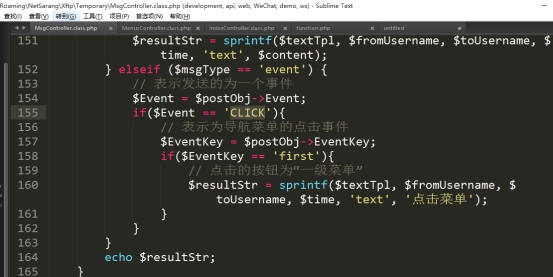 Roaming\NetSarang\Xftp\Temporary\MsgController.class.php (development, api, web, WeChat, demo, wx) - Sublime Text
查找(I) 查看(V) 转到(G) 工具(T) 项目(P) 首选项(N) 帮助(H)
MsgController.class.php MenusController.class.php IndexController.class.php function.php untitled
151 $resultStr = sprintf($textTpl, $fromUsername, $toUsername, $
time, 'text', $content);
152 } elseif ($msgType == 'event') {
153 // 表示发送的为一个事件
154 $Event = $postObj->Event;
155 if($Event == 'CLICK'){
156 // 表示为导航菜单的点击事件
157 $EventKey = $postObj->EventKey;
158 if($EventKey == 'first'){
159 // 点击的按钮为“一级菜单”
160 $resultStr = sprintf($textTpl, $fromUsername, $
toUsername, $time, 'text', '点击菜单');
161 }
162 }
163 }
164 echo $resultStr;
165 }